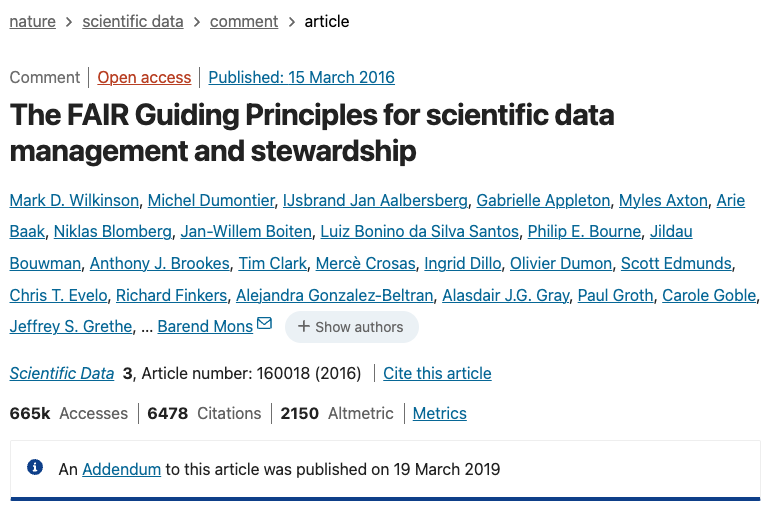 nature > scientific data > comment > article
Comment | Open access | Published: 15 March 2016
The FAIR Guiding Principles for scientific data
management and stewardship
Mark D. Wilkinson, Michel Dumontier, IJsbrand Jan Aalbersberg, Gabrielle Appleton, Myles Axton, Arie
Baak, Niklas Blomberg, Jan-Willem Boiten, Luiz Bonino da Silva Santos, Philip E. Bourne, Jildau
Bouwman, Anthony J. Brookes, Tim Clark, Mercè Crosas, Ingrid Dillo, Olivier Dumon, Scott Edmunds,
Chris T. Evelo, Richard Finkers, Alejandra Gonzalez-Beltran, Alasdair J.G. Gray, Paul Groth, Carole Goble,
Jeffrey S. Grethe, … Barend Mons + Show authors
Scientific Data 3, Article number: 160018 (2016) | Cite this article
665k Accesses | 6478 Citations | 2150 Altmetric | Metrics
An Addendum to this article was published on 19 March 2019